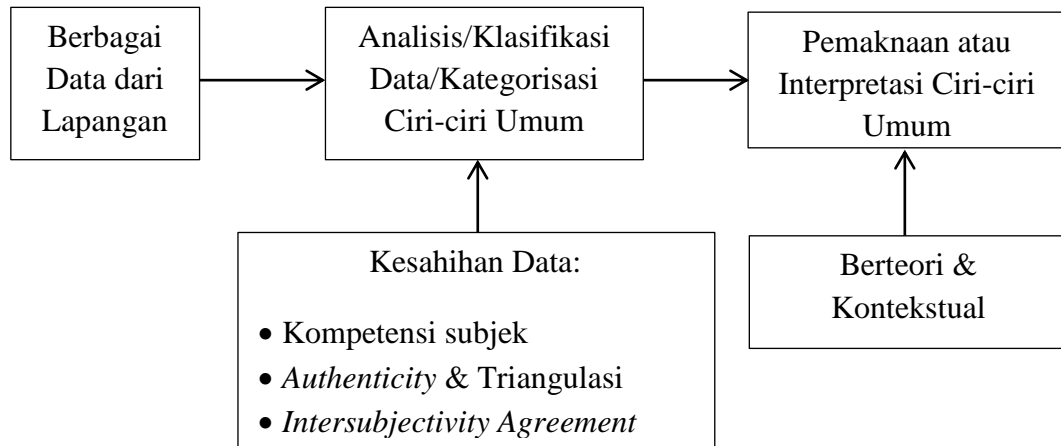 Berbagai
Data dari
Lapangan
Analisis/Klasifikasi
Data/Kategorisasi
Ciri-ciri Umum
Pemaknaan atau
Interpretasi Ciri-ciri
Umum
Kesahihan Data:
• Kompetensi subjek
• Authenticity & Triangulasi
• Intersubjectivity Agreement
Berteori &
Kontekstual